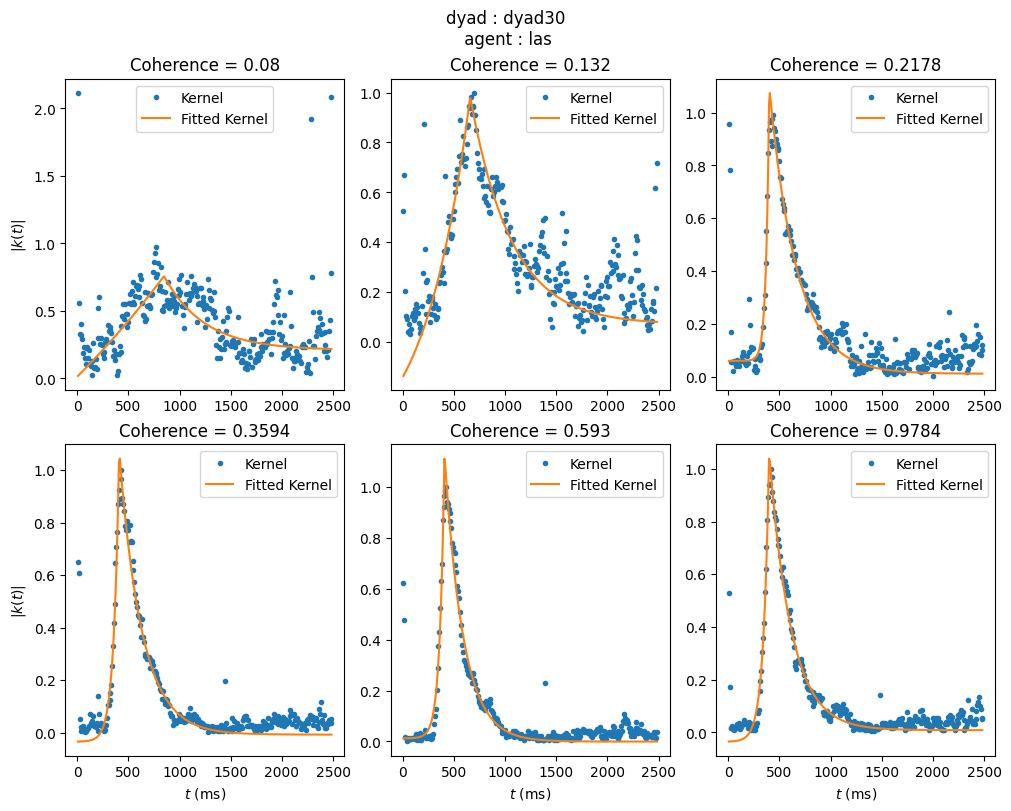 dyad : dyad30
agent : las
Coherence = 0.08
Coherence = 0.132
Coherence = 0.2178
Kernel
Fitted Kernel
Kernel
Fitted Kernel
Kernel
Fitted Kernel
|k(t)|
2.0
1.5
1.0
0.5
0.0
1.0
0.8
0.6
0.4
0.2
0.0
1.0
0.8
0.6
0.4
0.2
0.0
0 500 1000 1500 2000 2500
0 500 1000 1500 2000 2500
0 500 1000 1500 2000 2500
Coherence = 0.3594
Coherence = 0.593
Coherence = 0.9784
Kernel
Fitted Kernel
Kernel
Fitted Kernel
Kernel
Fitted Kernel
|k(t)|
1.0
0.8
0.6
0.4
0.2
0.0
1.0
0.8
0.6
0.4
0.2
0.0
1.0
0.8
0.6
0.4
0.2
0.0
0 500 1000 1500 2000 2500
0 500 1000 1500 2000 2500
0 500 1000 1500 2000 2500
t (ms)
t (ms)
t (ms)